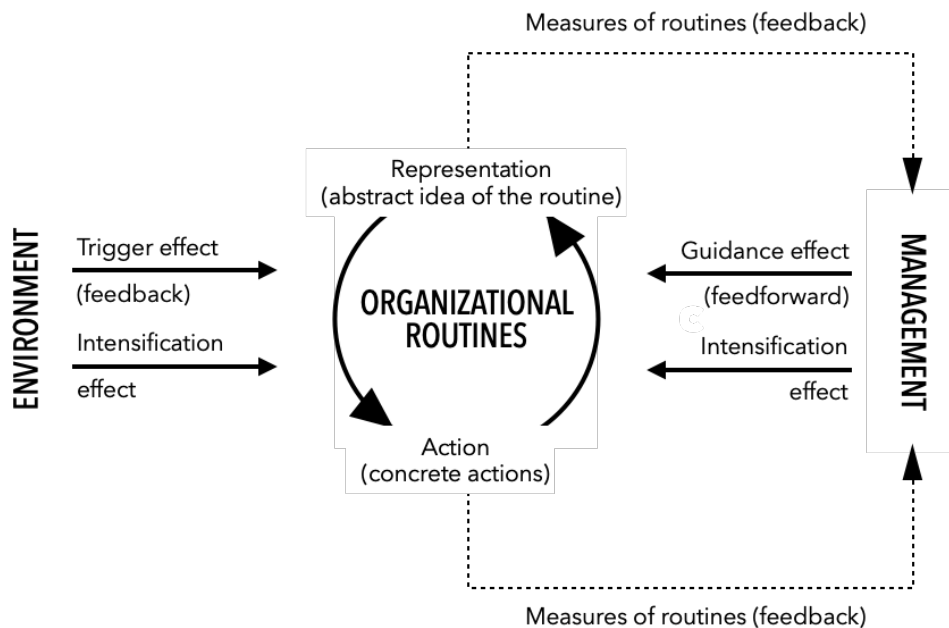 Measures of routines (feedback)
Representation
(abstract idea of the routine)
ENVIRONMENT
Trigger effect
(feedback)
Intensification
effect
ORGANIZATIONAL
ROUTINES
Guidance effect
(feedforward)
C
Intensification
effect
MANAGEMENT
Action
(concrete actions)
Measures of routines (feedback)